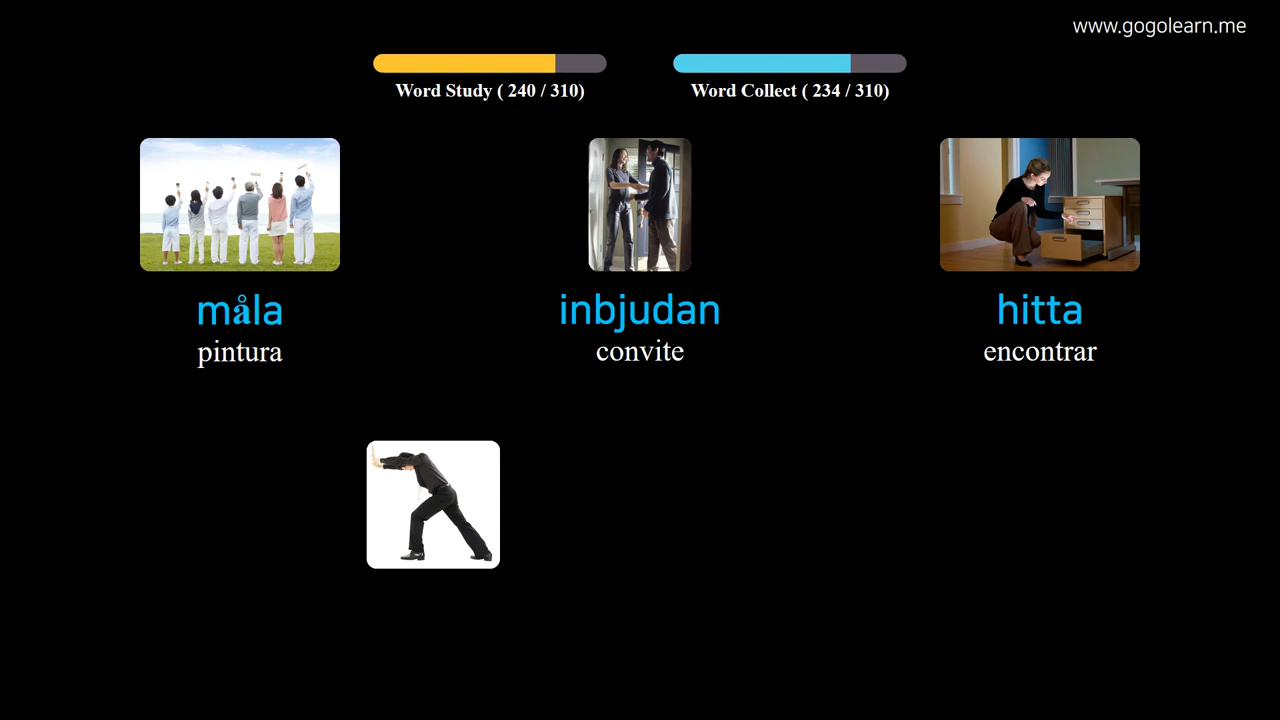 www.gogolearn.me
Word Study ( 240 / 310)
Word Collect ( 234 / 310)
måla
pintura
inbjudan
convite
hitta
encontrar